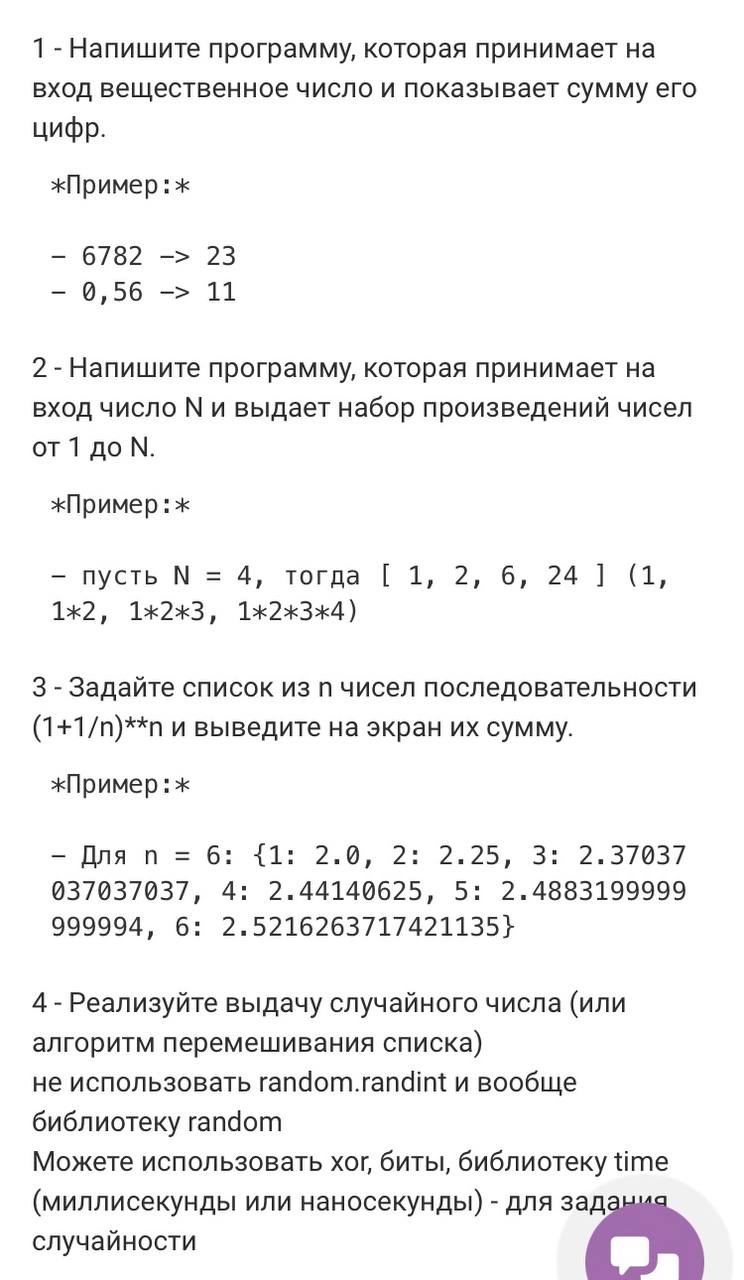 1 - Напишите программу, которая принимает на
вход вещественное число и показывает сумму его
цифр.
*Пример:*
– 6782 –> 23
– 0,56 –> 11
2 - Напишите программу, которая принимает на
вход число N и выдает набор произведений чисел
от 1 до N.
*Пример:*
– пусть N = 4, тогда [ 1, 2, 6, 24 ] (1,
1*2, 1*2*3, 1*2*3*4)
3 - Задайте список из n чисел последовательности
(1+1/n)**n и выведите на экран их сумму.
*Пример:*
– Для n = 6: {1: 2.0, 2: 2.25, 3: 2.37037
037037037, 4: 2.44140625, 5: 2.4883199999
999994, 6: 2.5216263717421135}
4 - Реализуйте выдачу случайного числа (или
алгоритм перемешивания списка)
не использовать random.randint и вообще
библиотеку random
Можете использовать xor, биты, библиотеку time
(миллисекунды или наносекунды) - для задания
случайности